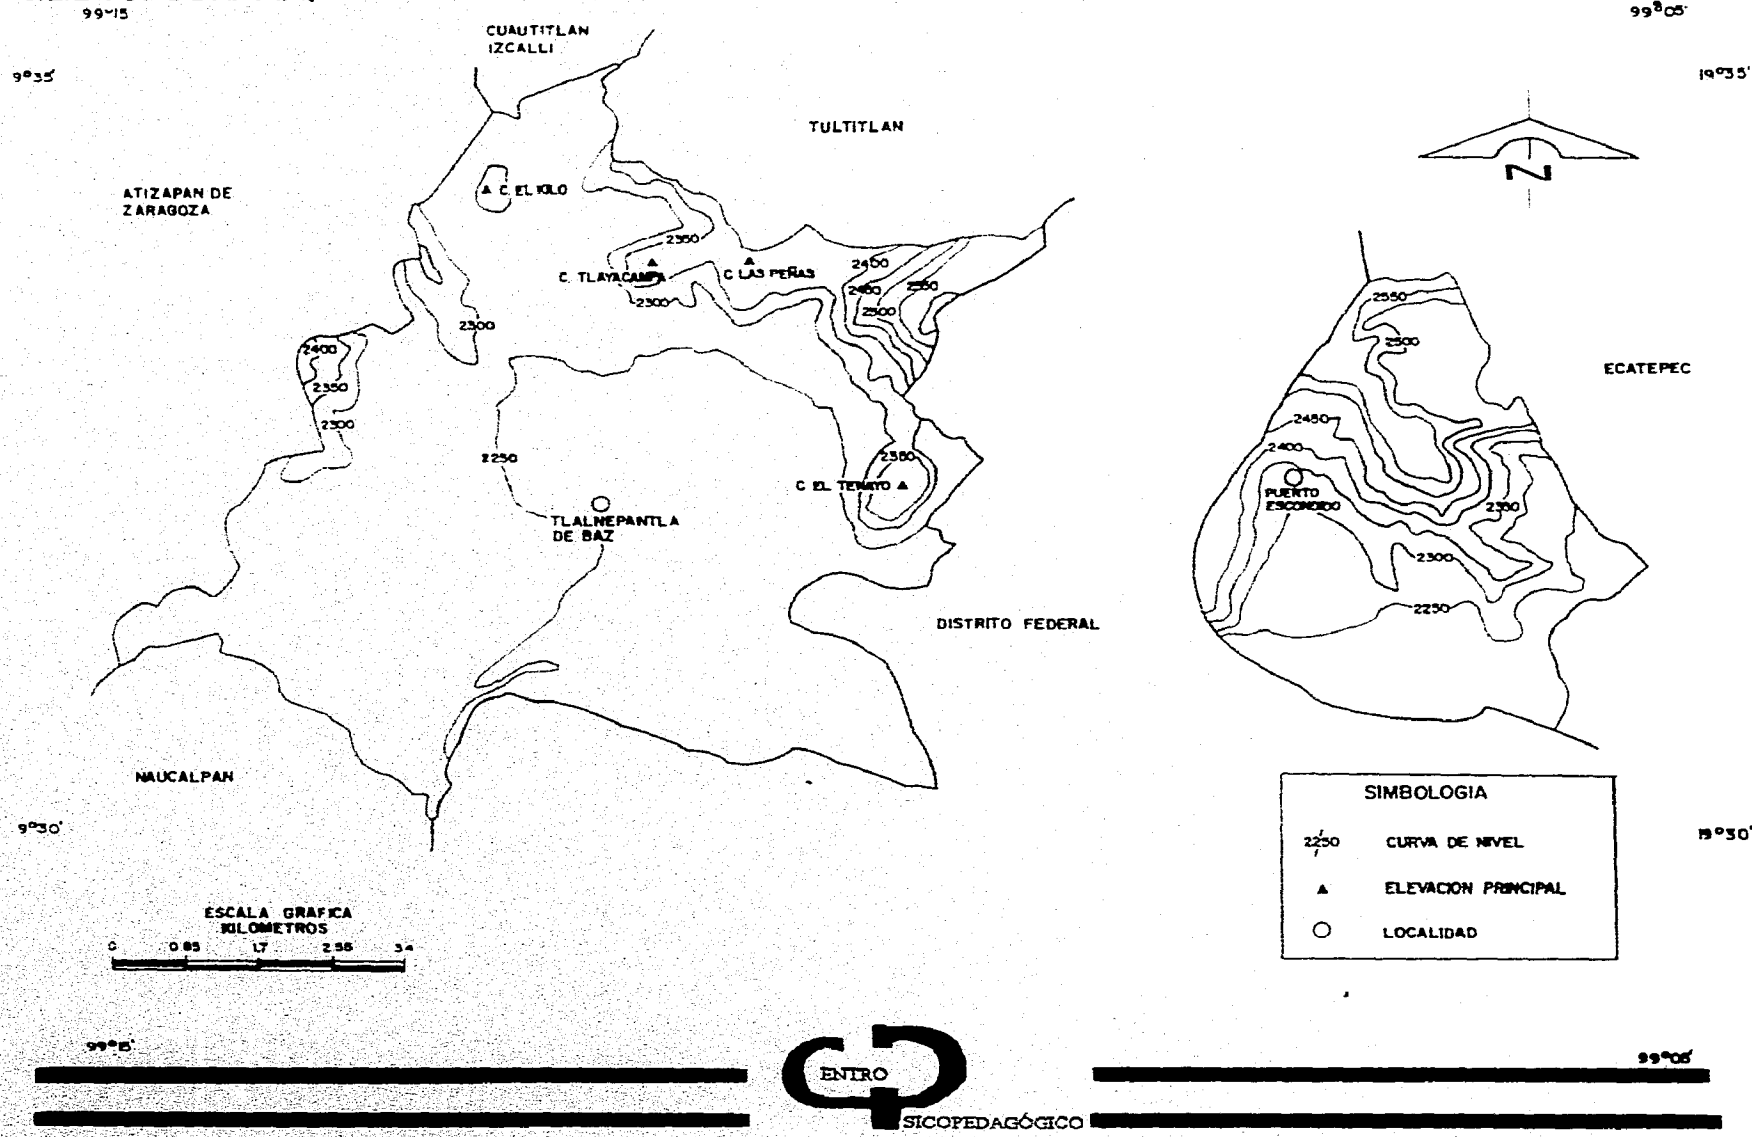 99°15
99°05'
CUAUTITLAN
IZCALLI
9°35'
19°35'
TULTITLAN
ATIZAPAN DE
ZARAGOZA
C. EL KILO
N
2350
C. TLAYACAMPA
C. LAS PEÑAS
2400
2450
2550
2500
2300
2300
2400
2350
2300
2250
2350
C. EL TENAYO
TLALNEPANTLA
DE BAZ
DISTRITO FEDERAL
NAUCALPAN
2550
2500
ECATEPEC
2450
2400
PUERTO
ESCONDIDO
2350
2300
2250
SIMBOLOGIA
2250 CURVA DE NIVEL
ELEVACION PRINCIPAL
LOCALIDAD
9°30'
19°30'
ESCALA GRAFICA
KILOMETROS
0 0.85 1.7 2.55 3.4
99°15'
99°05'
ENTRO
SICOPEDAGÓGICO